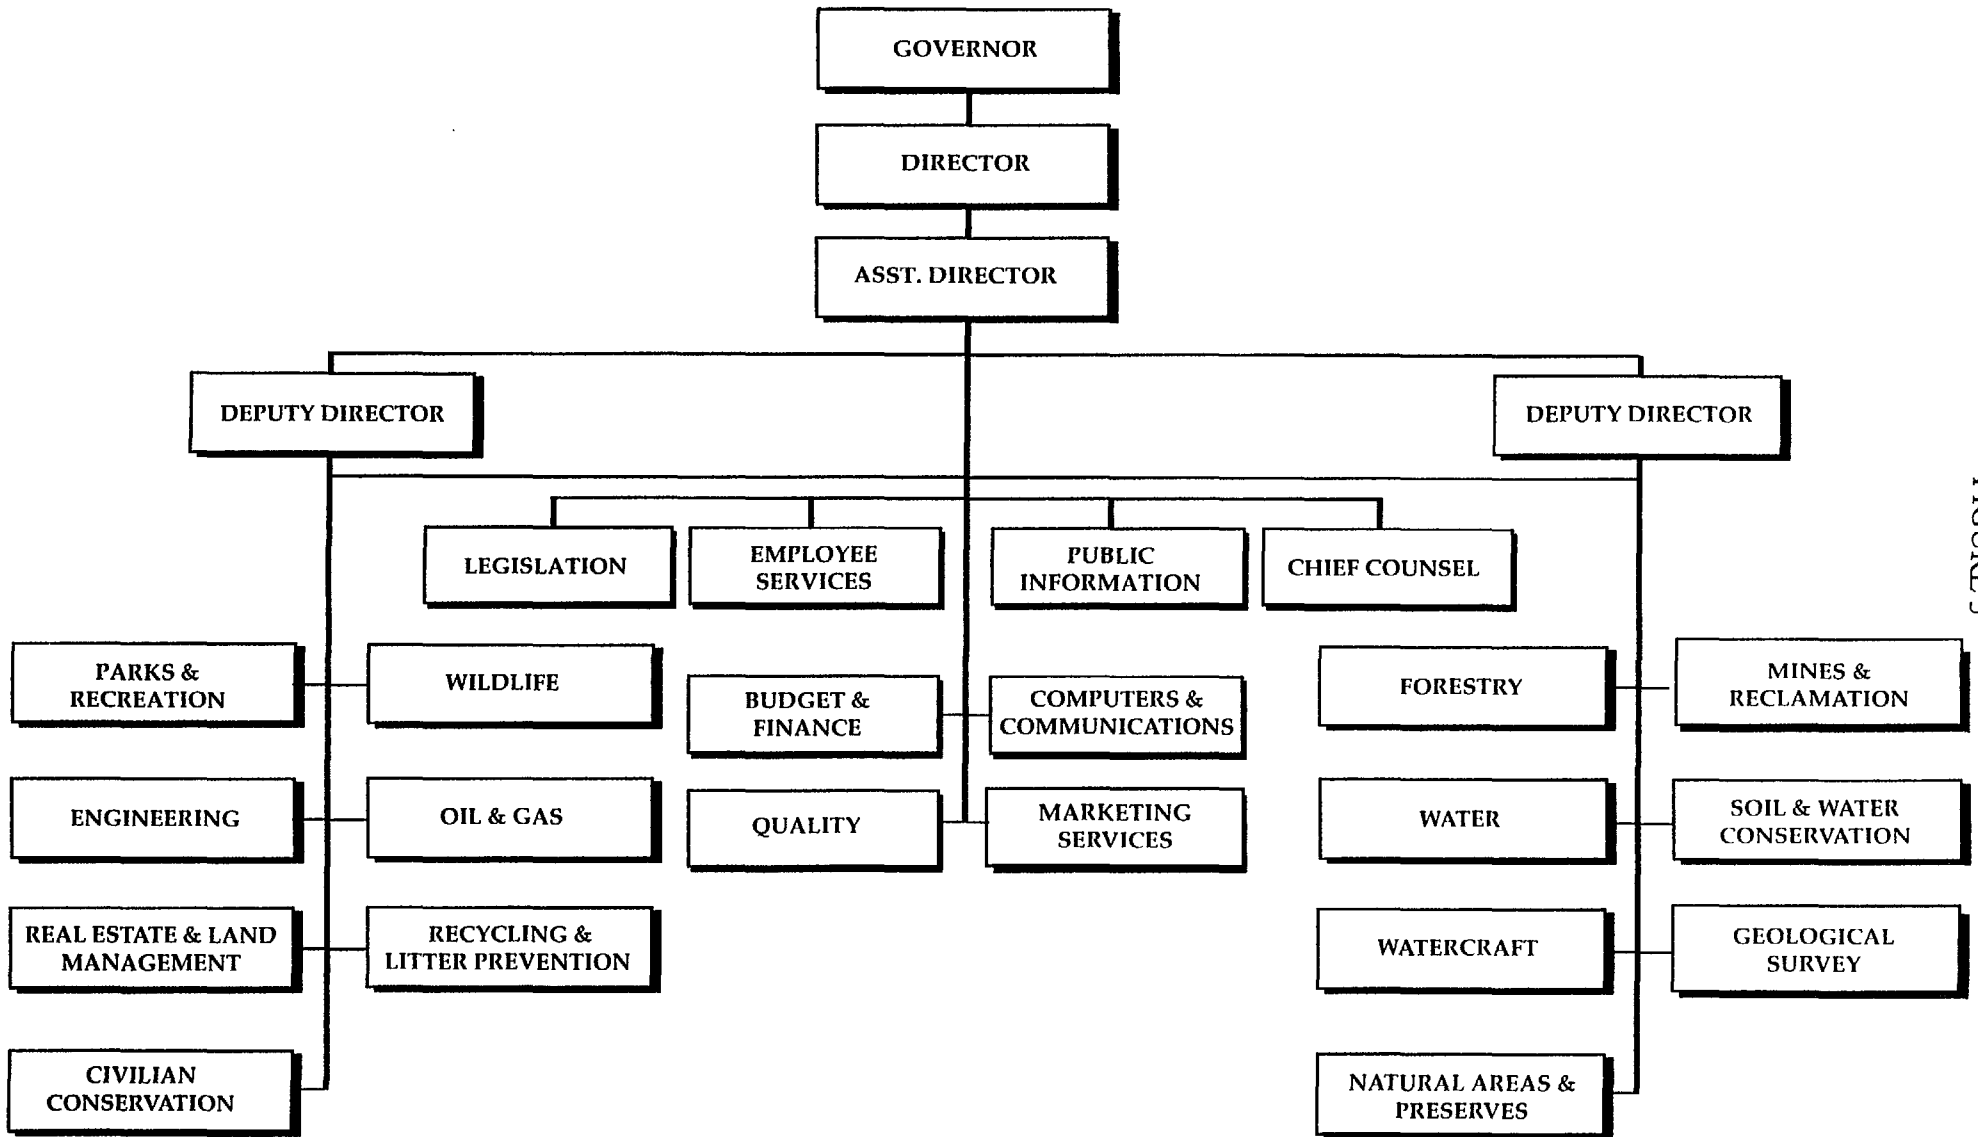 GOVERNOR
DIRECTOR
ASST. DIRECTOR
DEPUTY DIRECTOR
DEPUTY DIRECTOR
LEGISLATION
EMPLOYEE
SERVICES
PUBLIC
INFORMATION
CHIEF COUNSEL
PARKS &
RECREATION
WILDLIFE
BUDGET &
FINANCE
COMPUTERS &
COMMUNICATIONS
FORESTRY
MINES &
RECLAMATION
ENGINEERING
OIL & GAS
QUALITY
MARKETING
SERVICES
WATER
SOIL & WATER
CONSERVATION
REAL ESTATE & LAND
MANAGEMENT
RECYCLING &
LITTER PREVENTION
WATERCRAFT
GEOLOGICAL
SURVEY
CIVILIAN
CONSERVATION
NATURAL AREAS &
PRESERVES